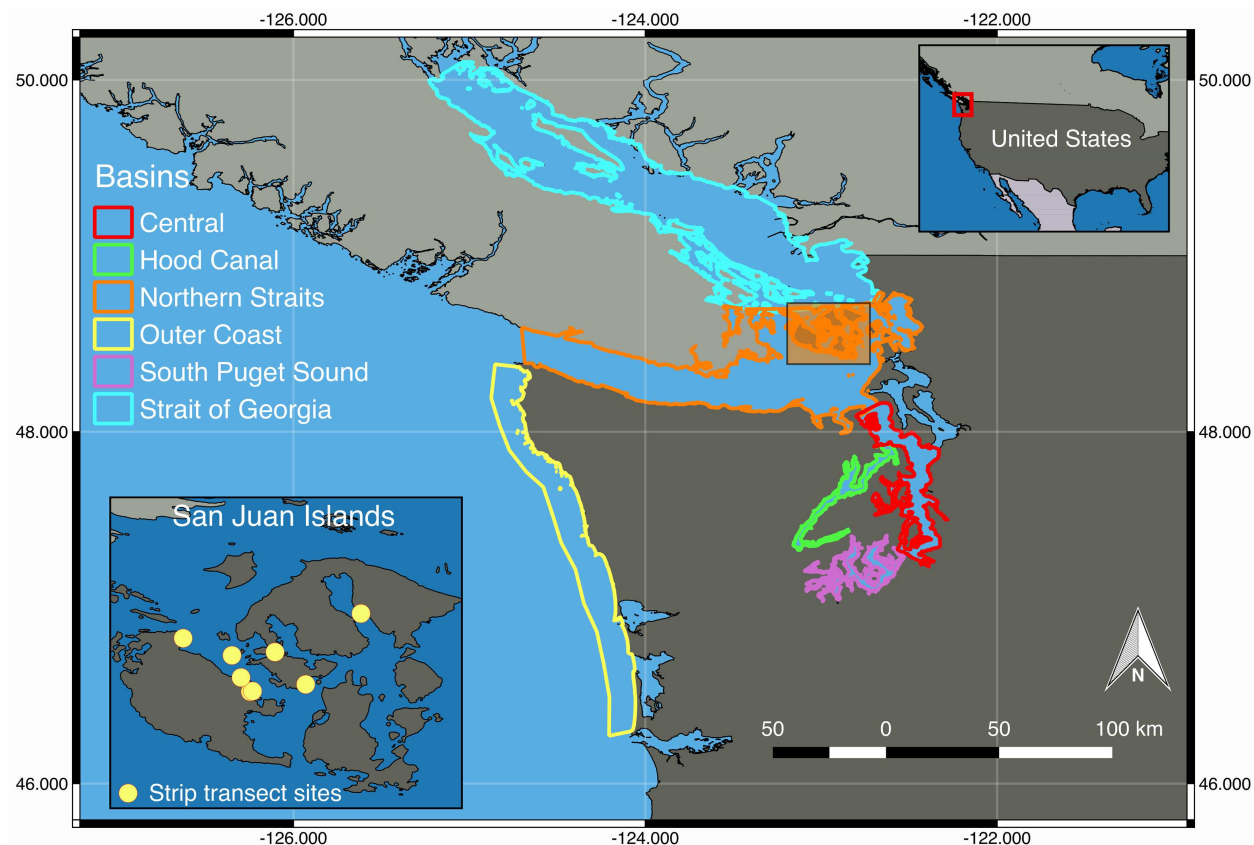 -126.000
-124.000
-122.000
50.000
50.000
United States
Basins
Central
Hood Canal
Northern Straits
Outer Coast
South Puget Sound
Strait of Georgia
48.000
48.000
San Juan Islands
N
50
0
50
100 km
46.000
46.000
Strip transect sites
-126.000
-124.000
-122.000